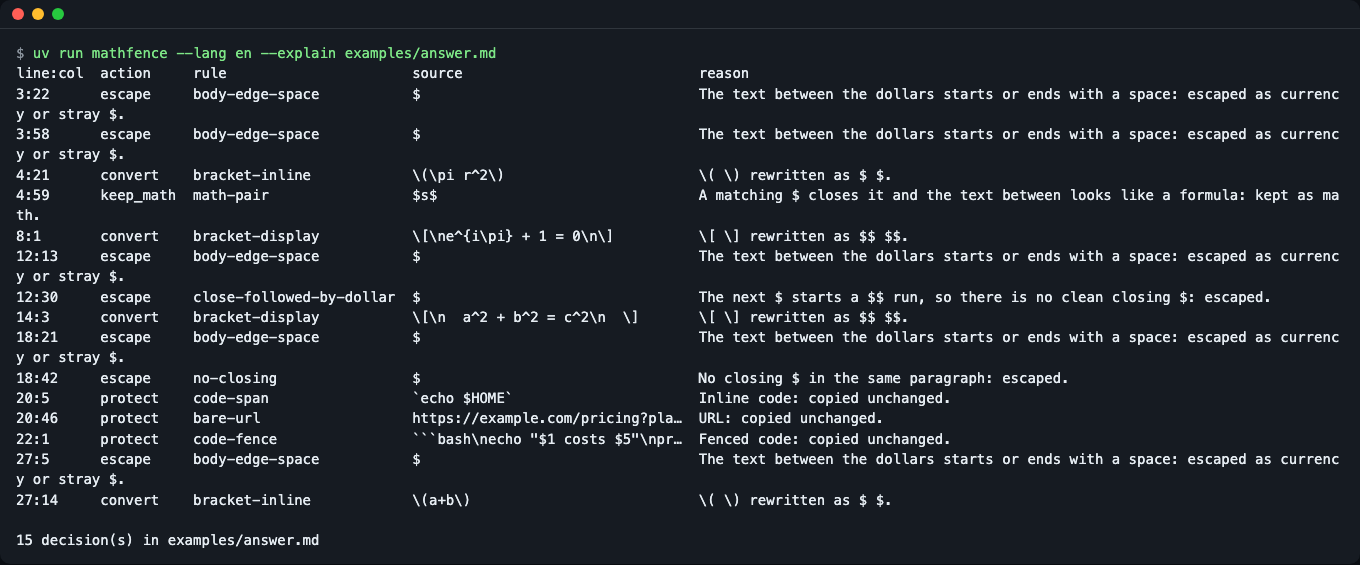 $ uv run mathfence --lang en --explain examples/answer.md
line:col  action     rule                      source                            reason
3:22      escape     body-edge-space           $                                 The text between the dollars starts or ends with a space: escaped as currenc
y or stray $.
3:58      escape     body-edge-space           $                                 The text between the dollars starts or ends with a space: escaped as currenc
y or stray $.
4:21      convert    bracket-inline            \(\pi r^2\)                       \( \) rewritten as $ $.
4:59      keep_math  math-pair                 $s$                               A matching $ closes it and the text between looks like a formula: kept as ma
th.
8:1       convert    bracket-display           \[\ne^{i\pi} + 1 = 0\n\]          \[ \] rewritten as $$ $$.
12:13     escape     body-edge-space           $                                 The text between the dollars starts or ends with a space: escaped as currenc
y or stray $.
12:30     escape     close-followed-by-dollar  $                                 The next $ starts a $$ run, so there is no clean closing $: escaped.
14:3      convert    bracket-display           \[\n  a^2 + b^2 = c^2\n  \]       \[ \] rewritten as $$ $$.
18:21     escape     body-edge-space           $                                 The text between the dollars starts or ends with a space: escaped as currenc
y or stray $.
18:42     escape     no-closing                $                                 No closing $ in the same paragraph: escaped.
20:5      protect    code-span                 `echo $HOME`                      Inline code: copied unchanged.
20:46     protect    bare-url                  https://example.com/pricing?pla…  URL: copied unchanged.
22:1      protect    code-fence                ```bash\necho "$1 costs $5"\npr…  Fenced code: copied unchanged.
27:5      escape     body-edge-space           $                                 The text between the dollars starts or ends with a space: escaped as currenc
y or stray $.
27:14     convert    bracket-inline            \(a+b\)                           \( \) rewritten as $ $.
15 decision(s) in examples/answer.md